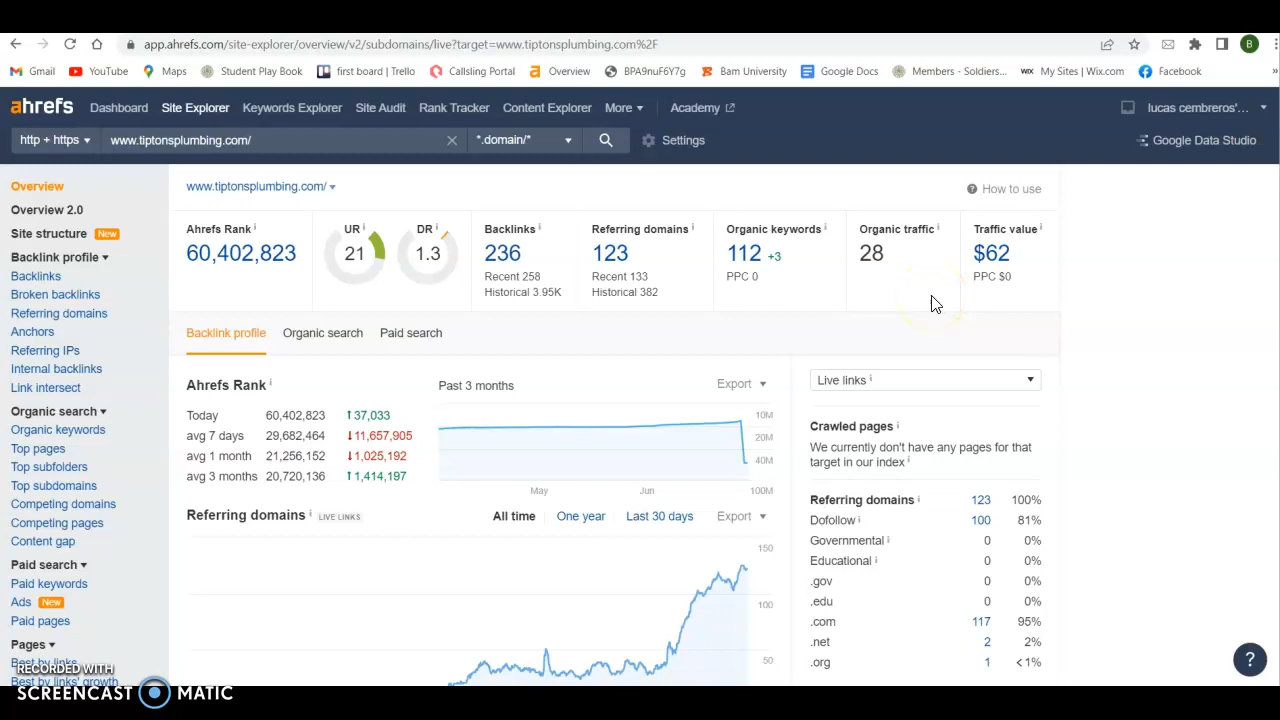 app.ahrefs.com/site-explorer/overview/v2/subdomains/live?target=www.tiptonsplumbing.com%2F
B
Gmail YouTube Maps Student Play Book first board | Trello Callsling Portal Overview BPA9nuF6Y7g Bam University Google Docs Members - Soldiers... WIX My Sites | Wix.com Facebook »
ahrefs Dashboard Site Explorer Keywords Explorer Site Audit Rank Tracker Content Explorer More Academy lucas cembreros'...
http + https www.tiptonsplumbing.com/ *.domain/* Settings Google Data Studio
Overview
Overview 2.0
Site structure New
Backlink profile
Backlinks
Broken backlinks
Referring domains
Anchors
Referring IPs
Internal backlinks
Link intersect
Organic search
Organic keywords
Top pages
Top subfolders
Top subdomains
Competing domains
Competing pages
Content gap
Paid search
Paid keywords
Ads New
Paid pages
Pages
Best by links
Best by links' growth
www.tiptonsplumbing.com/ ? How to use
Ahrefs Rank i UR i DR i Backlinks i Referring domains i Organic keywords i Organic traffic i Traffic value i
60,402,823 21 1.3 236 123 112 +3 28 $62
Recent 258 Recent 133 PPC 0 PPC $0
Historical 3.95K Historical 382
Backlink profile Organic search Paid search
Ahrefs Rank i Past 3 months Export
Today 60,402,823 ↑37,033
avg 7 days 29,682,464 ↓11,657,905
avg 1 month 21,256,152 ↓1,025,192
avg 3 months 20,720,136 ↑1,414,197
10M
20M
40M
100M
May Jun
Referring domains i LIVE LINKS All time One year Last 30 days Export
150
100
50
Live links i
Crawled pages i
We currently don't have any pages for that
target in our index i
Referring domains i 123 100%
Dofollow i 100 81%
Governmental i 0 0%
Educational i 0 0%
.gov 0 0%
.edu 0 0%
.com 117 95%
.net 2 2%
.org 1 <1%
?
RECORDED WITH
SCREENCAST MATIC